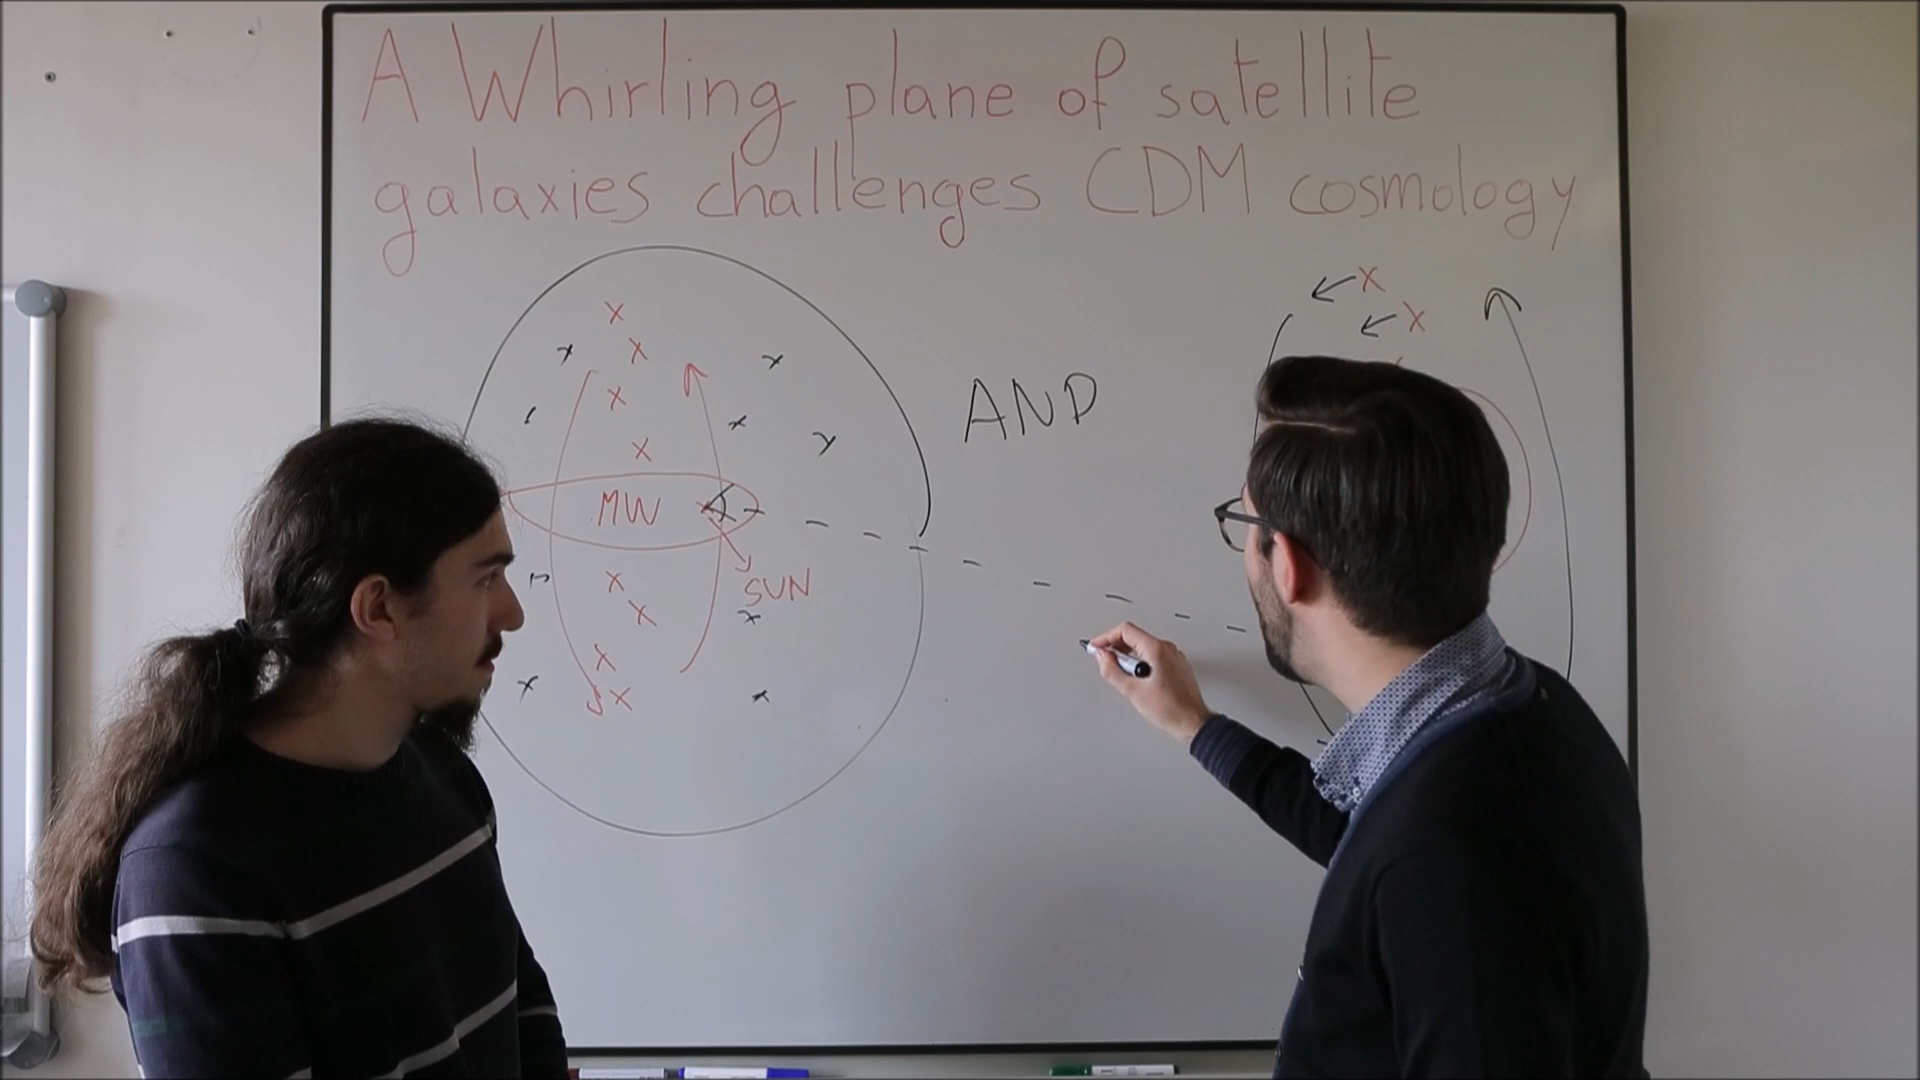 A Whirling plane of satellite
galaxies challenges CDM cosmology
AND
MW
SUN